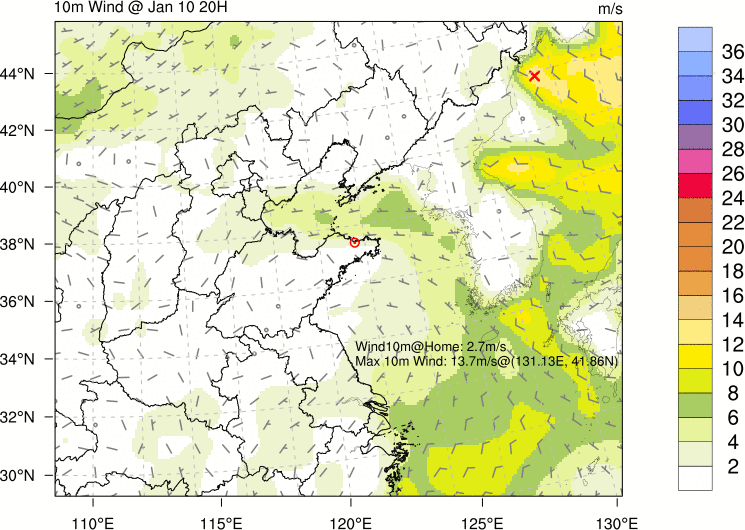 10m Wind @ Jan 10 20H
m/s
44°N
42°N
40°N
38°N
36°N
34°N
32°N
30°N
110°E
115°E
120°E
125°E
130°E
Wind10m@Home: 2.7m/s
Max 10m Wind: 13.7m/s@(131.13E, 41.86N)
36
34
32
30
28
26
24
22
20
18
16
14
12
10
8
6
4
2